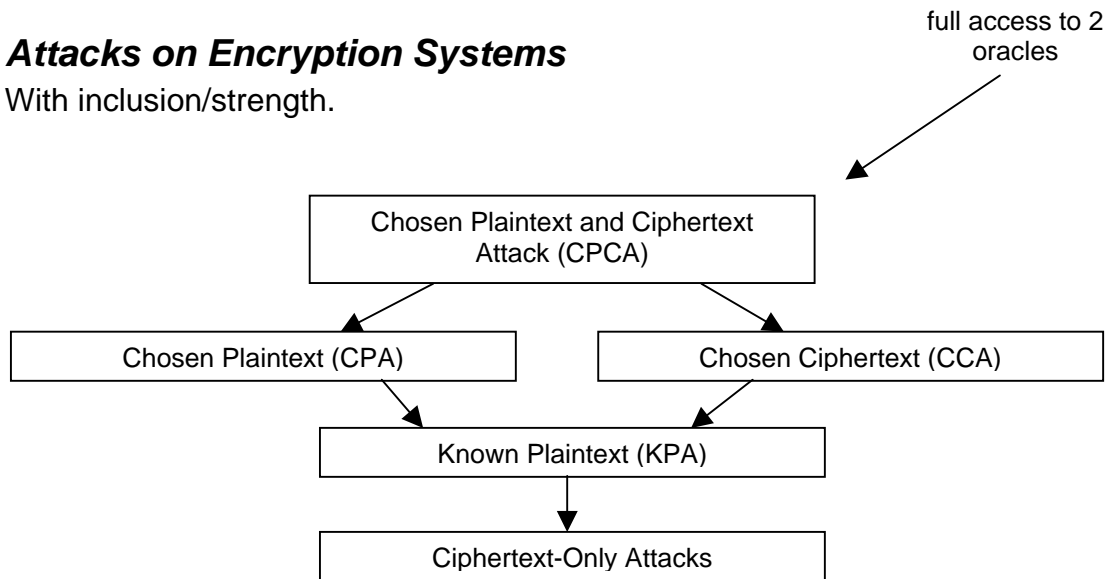 full access to 2
oracles
Attacks on Encryption Systems
With inclusion/strength.
Chosen Plaintext and Ciphertext
Attack (CPCA)
Chosen Plaintext (CPA)
Chosen Ciphertext (CCA)
Known Plaintext (KPA)
Ciphertext-Only Attacks